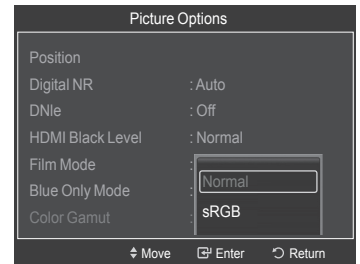 Picture Options
Position
Digital NR : Auto
DNIe : Off
HDMI Black Level : Normal
Film Mode :
Normal
Blue Only Mode :
sRGB
Color Gamut :
Move Enter Return